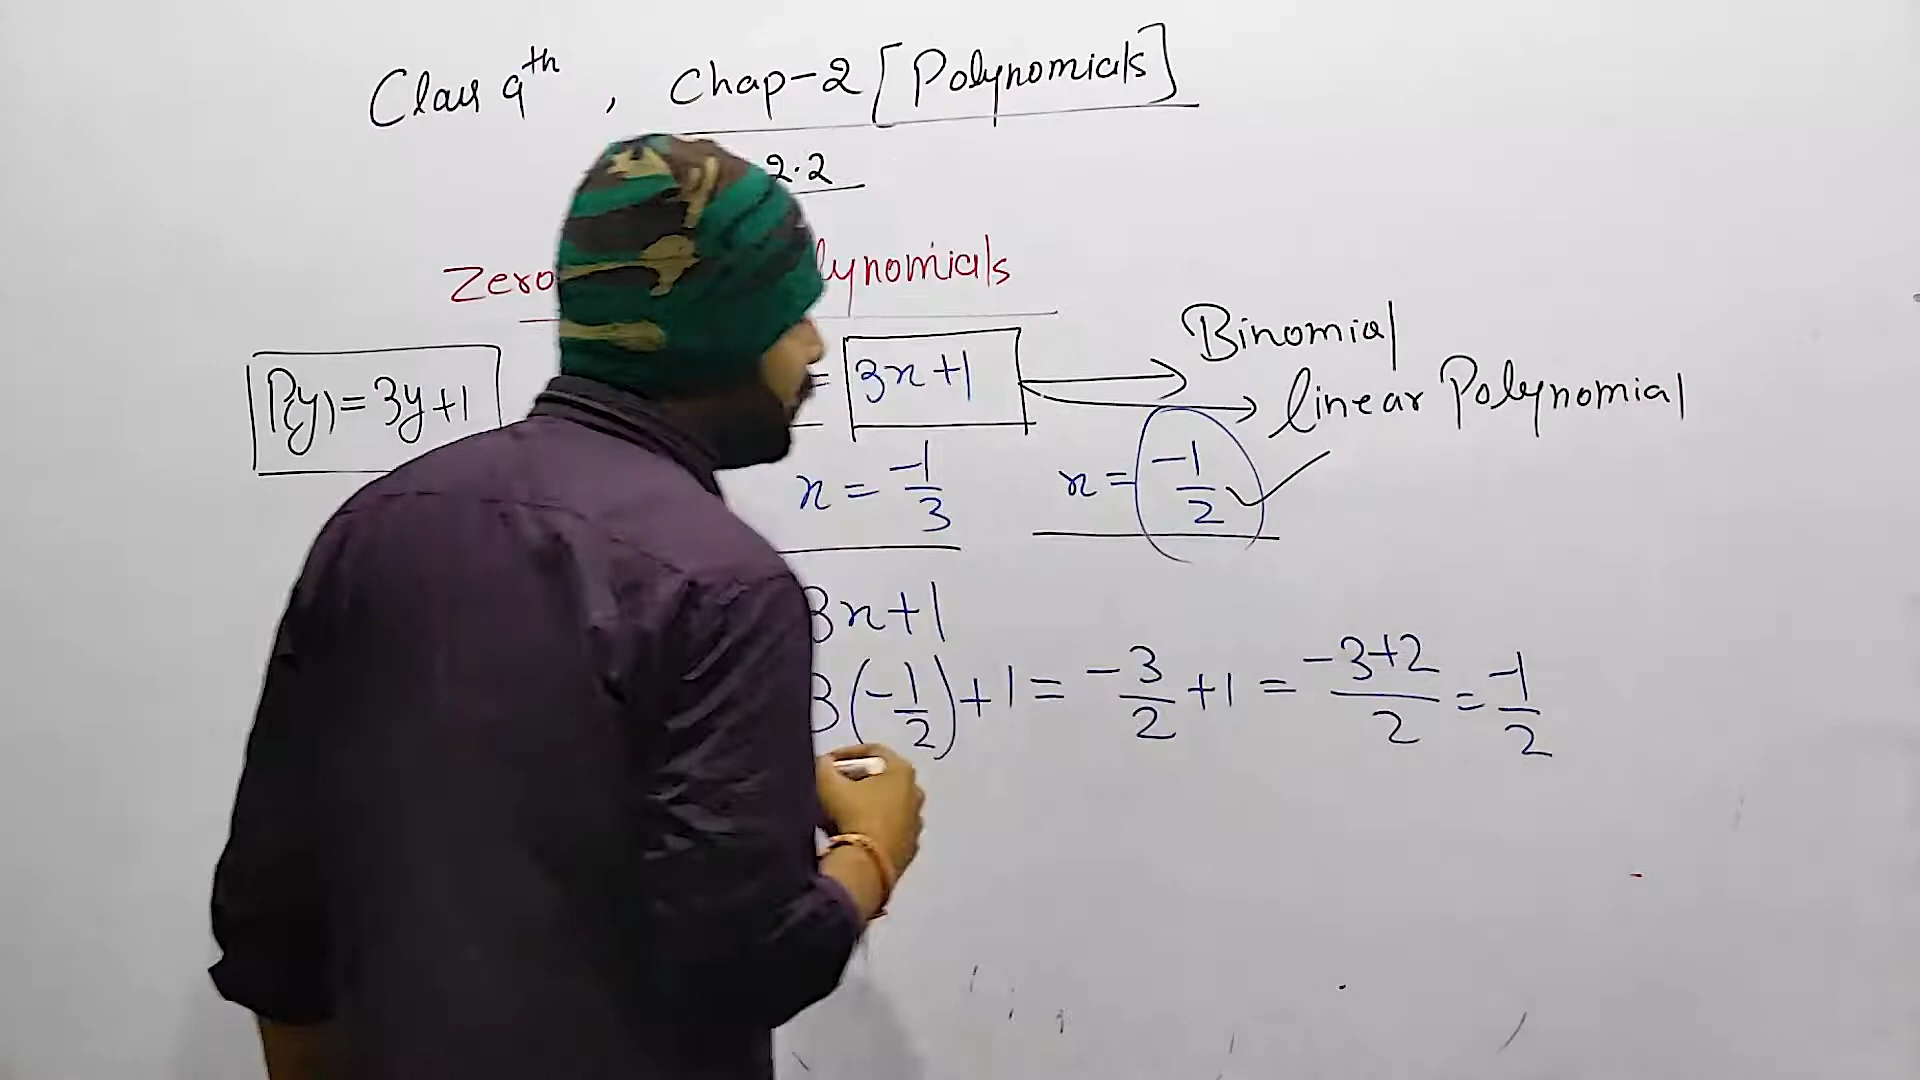 Class 9th, Chap-2 [Polynomials]
2.2
Zero lynomials
P(y) = 3y+1
= 3x+1
Binomial
linear Polynomial
x = -1/3
x = -1/2 ✓
3x+1
3(-1/2)+1 = -3/2 +1 = -3+2/2 = -1/2